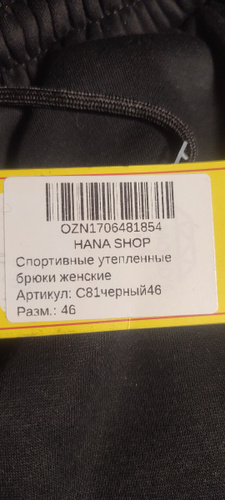 OZN1706481854
HANA SHOP
Спортивные утепленные
брюки женские
Артикул: С81черный46
Разм.: 46